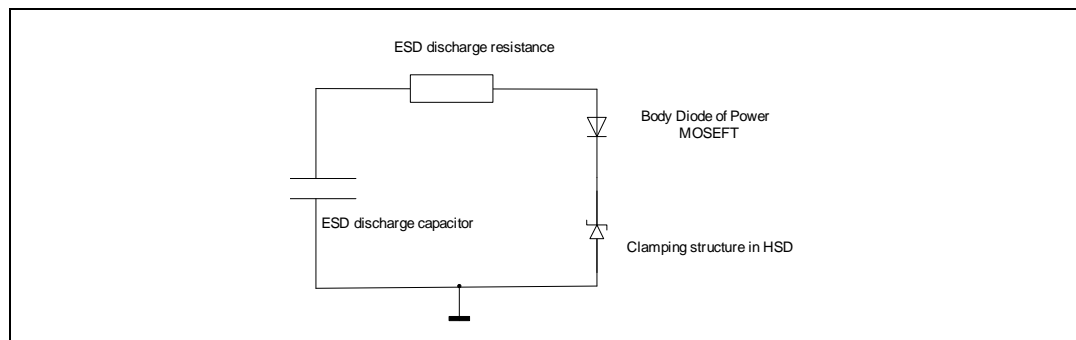 ESD discharge resistance
Body Diode of Power
MOSEFT
ESD discharge capacitor
Clamping structure in HSD